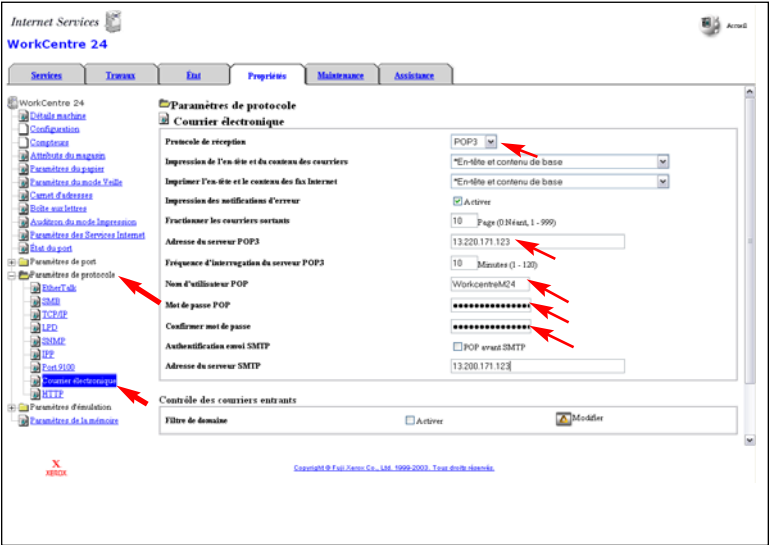 Internet Services
Accueil
WorkCentre 24
Services
Travaux
État
Propriétés
Maintenance
Assistance
WorkCentre 24
Détails machine
Configuration
Compteurs
Attributs du magasin
Paramètres du papier
Paramètres du mode Veille
Carnet d'adresses
Boîte aux lettres
Auditron du mode Impression
Paramètres des Services Internet
État du port
Paramètres de port
Paramètres de protocole
EtherTalk
SMB
TCP/IP
LPD
SNMP
IPP
Port 9100
Courrier électronique
HTTP
Paramètres d'émulation
Paramètres de la mémoire
Paramètres de protocole
Courrier électronique
Protocole de réception POP3
Impression de l'en-tête et du contenu des courriers *En-tête et contenu de base
Imprimer l'en-tête et le contenu des fax Internet *En-tête et contenu de base
Impression des notifications d'erreur Activer
Fractionner les courriers sortants 10 Page (0:Néant, 1 - 999)
Adresse du serveur POP3 13.220.171.123
Fréquence d'interrogation du serveur POP3 10 Minutes (1 - 120)
Nom d'utilisateur POP WorkcentreM24
Mot de passe POP ●●●●●●●●●●●●●●●
Confirmer mot de passe ●●●●●●●●●●●●●●●
Authentification envoi SMTP POP avant SMTP
Adresse du serveur SMTP 13.200.171.123
Contrôle des courriers entrants
Filtre de domaine Activer Modifier
X
XEROX
Copyright © Fuji Xerox Co., Ltd. 1999-2003. Tous droits réservés.